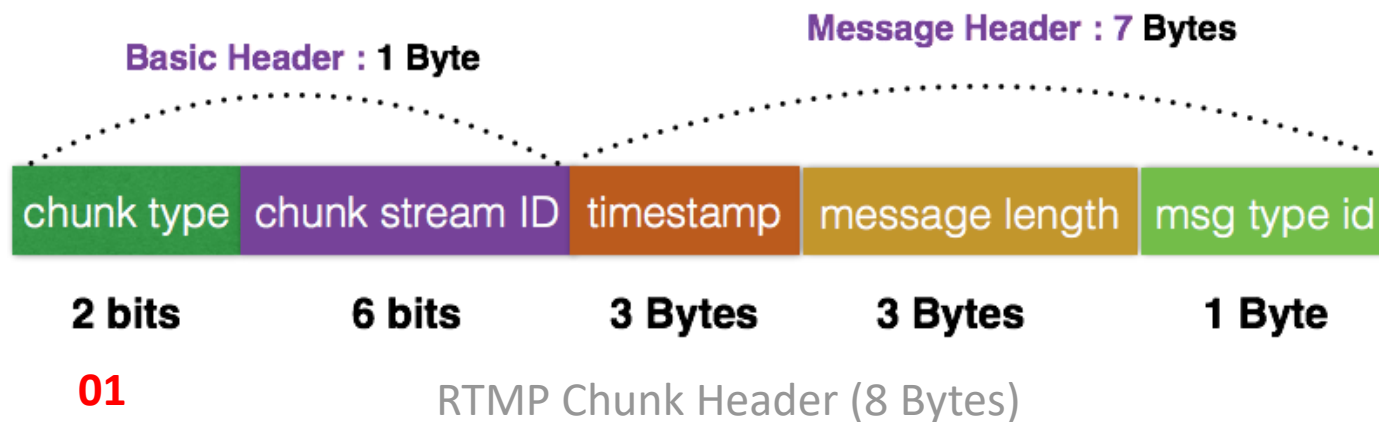 Message Header : 7 Bytes
Basic Header : 1 Byte
chunk type chunk stream ID timestamp message length msg type id
2 bits 6 bits 3 Bytes 3 Bytes 1 Byte
01 RTMP Chunk Header (8 Bytes)